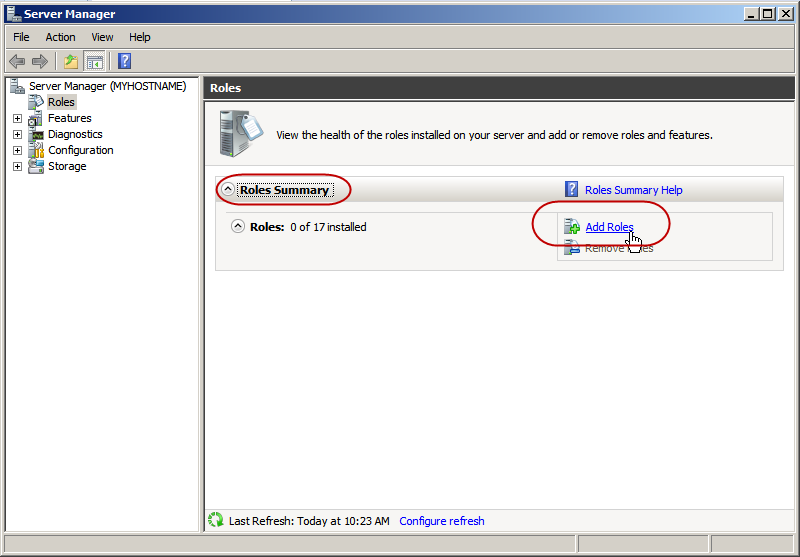 Server Manager
File Action View Help
Server Manager (MYHOSTNAME)
Roles
Features
Diagnostics
Configuration
Storage
Roles
View the health of the roles installed on your server and add or remove roles and features.
Roles Summary
Roles Summary Help
Roles: 0 of 17 installed
Add Roles
Remove Roles
Last Refresh: Today at 10:23 AM Configure refresh